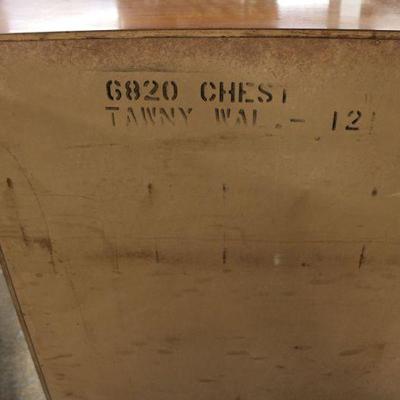 6820 CHEST
TAWNY WAL.- 12